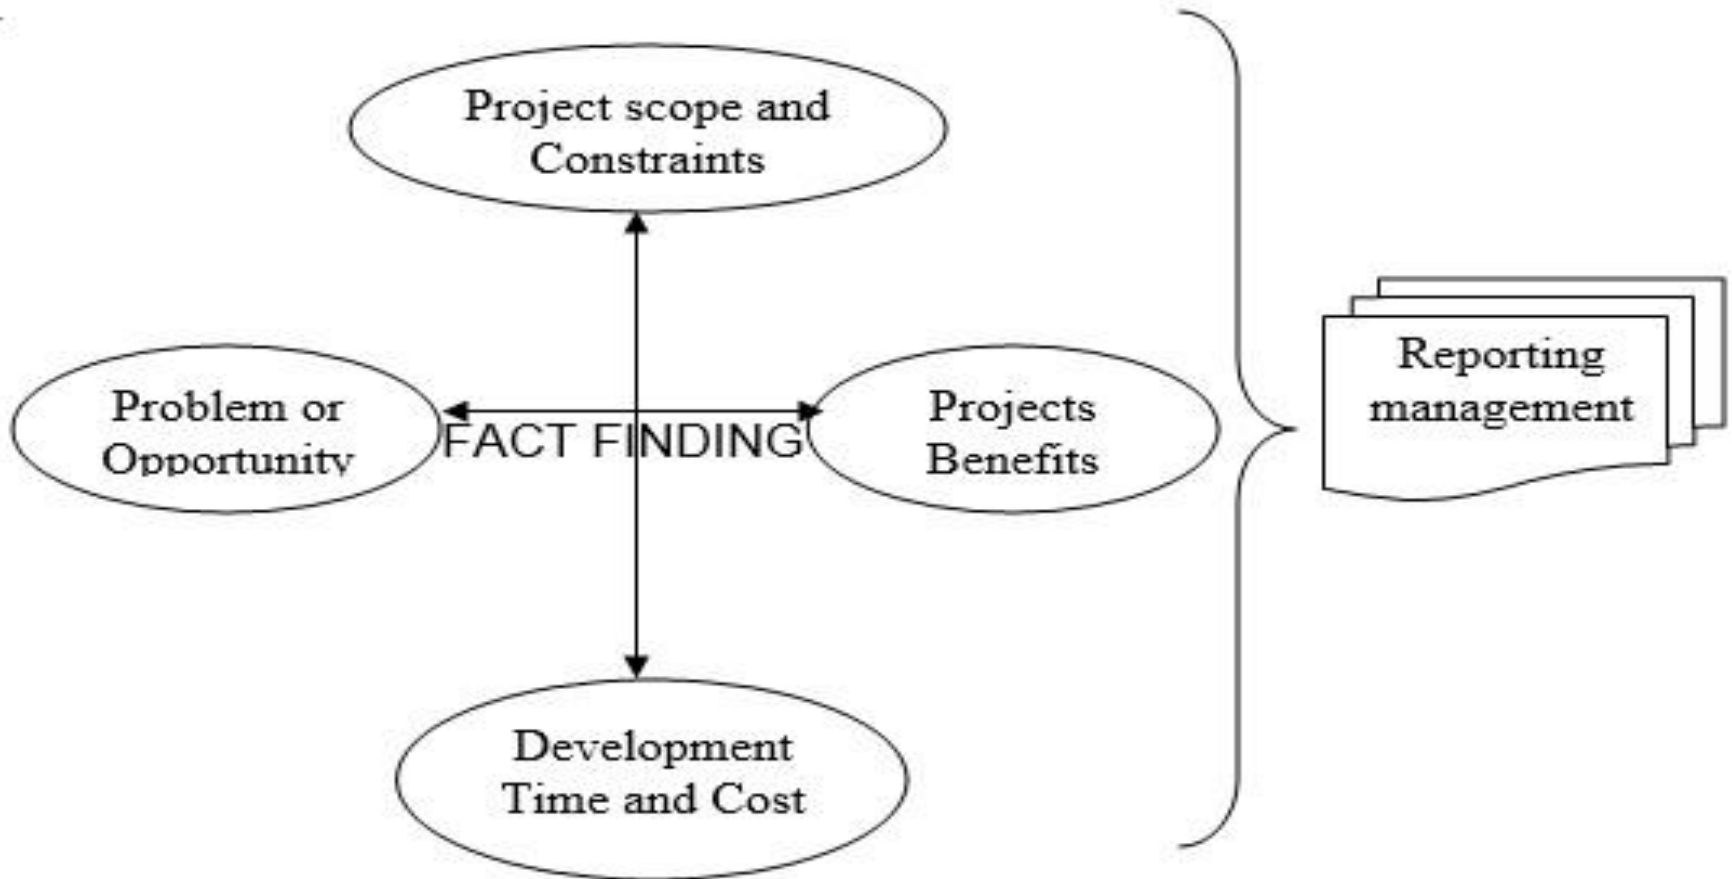 Project scope and
Constraints
Problem or
Opportunity
FACT FINDING
Projects
Benefits
Reporting
management
Development
Time and Cost